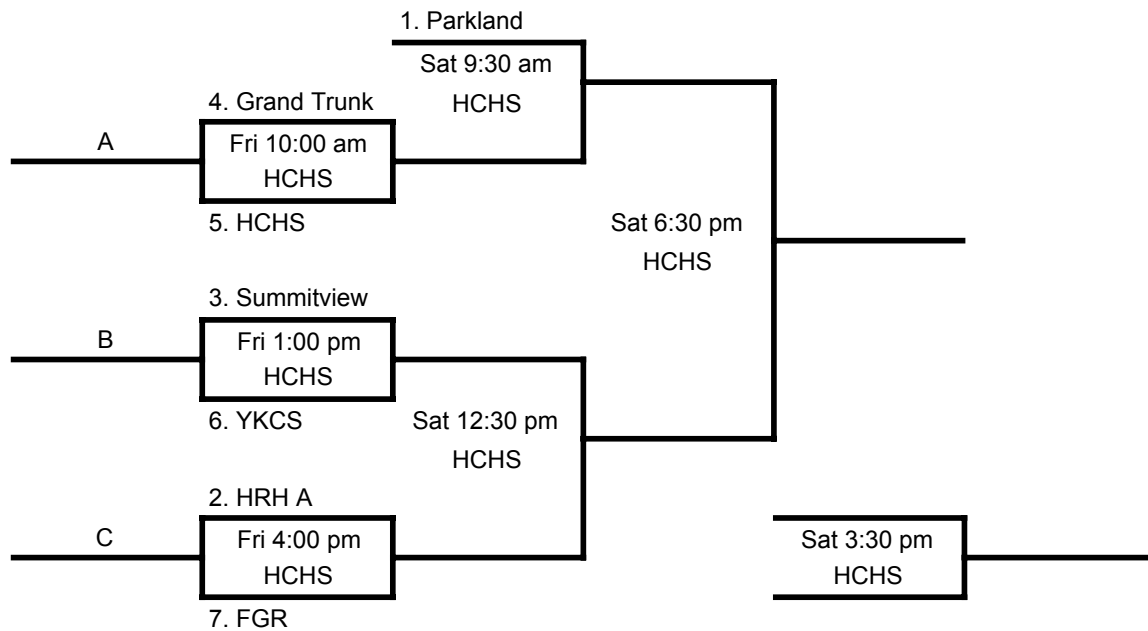 1. Parkland
Sat 9:30 am
HCHS
4. Grand Trunk
A
Fri 10:00 am
HCHS
5. HCHS
Sat 6:30 pm
HCHS
3. Summitview
B
Fri 1:00 pm
HCHS
6. YKCS
Sat 12:30 pm
HCHS
2. HRH A
C
Fri 4:00 pm
HCHS
7. FGR
Sat 3:30 pm
HCHS